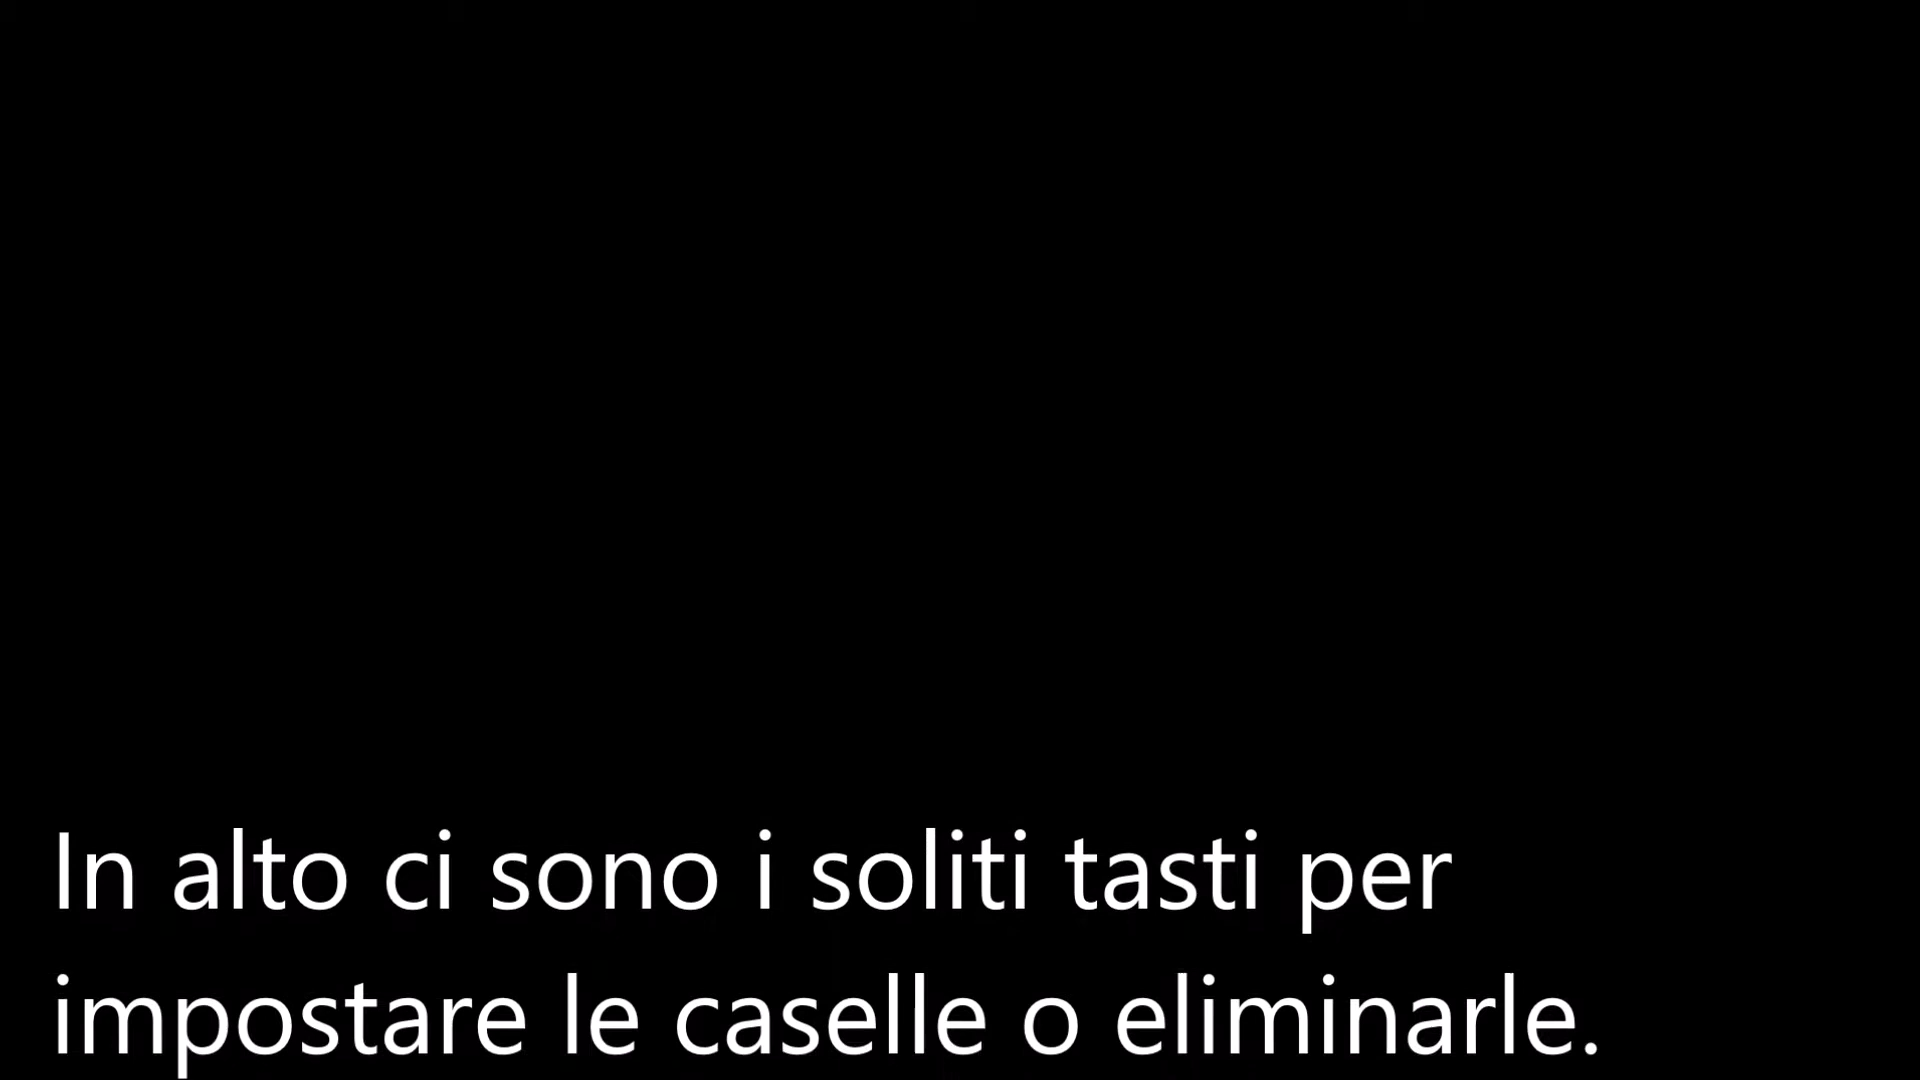 In alto ci sono i soliti tasti per
impostare le caselle o eliminarle.